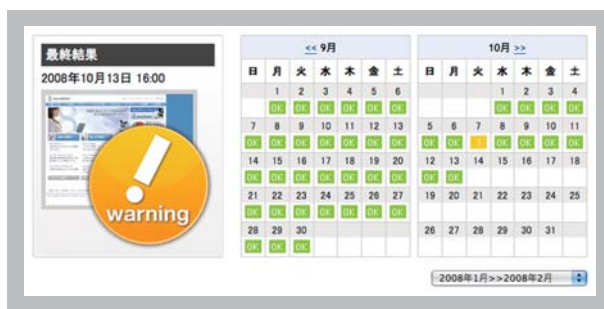 最終結果
2008年10月13日 16:00
warning
<< 9月
日 月 火 水 木 金 土
1 2 3 4 5 6
OK OK OK OK OK OK
7 8 9 10 11 12 13
OK OK OK OK OK OK OK
14 15 16 17 18 19 20
OK OK OK OK OK OK OK
21 22 23 24 25 26 27
OK OK OK OK OK OK OK
28 29 30
OK OK OK
10月 >>
日 月 火 水 木 金 土
1 2 3 4
OK OK OK OK
5 6 7 8 9 10 11
OK OK ! OK OK OK OK
12 13 14 15 16 17 18
OK OK
19 20 21 22 23 24 25
26 27 28 29 30 31
2008年1月>>2008年2月